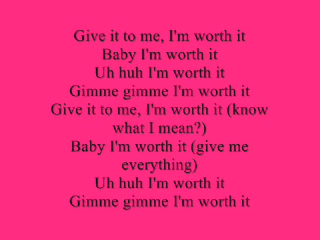 Give it to me, I'm worth it
Baby I'm worth it
Uh huh I'm worth it
Gimme gimme I'm worth it
Give it to me, I'm worth it (know
what I mean?)
Baby I'm worth it (give me
everything)
Uh huh I'm worth it
Gimme gimme I'm worth it